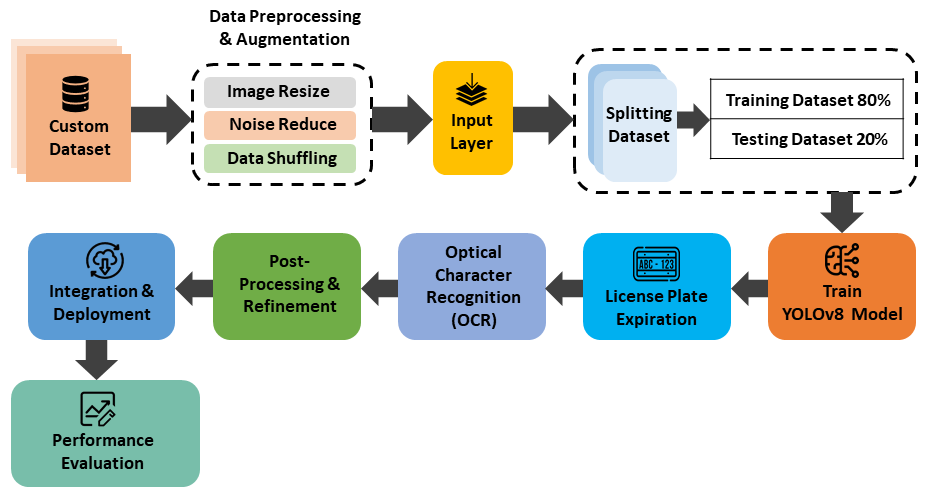 Data Preprocessing
& Augmentation
Custom
Dataset
Image Resize
Noise Reduce
Data Shuffling
Input
Layer
Splitting
Dataset
Training Dataset 80%
Testing Dataset 20%
Train
YOLOv8 Model
ABC - 123
License Plate
Expiration
Optical
Character
Recognition
(OCR)
Post-
Processing &
Refinement
Integration &
Deployment
Performance
Evaluation